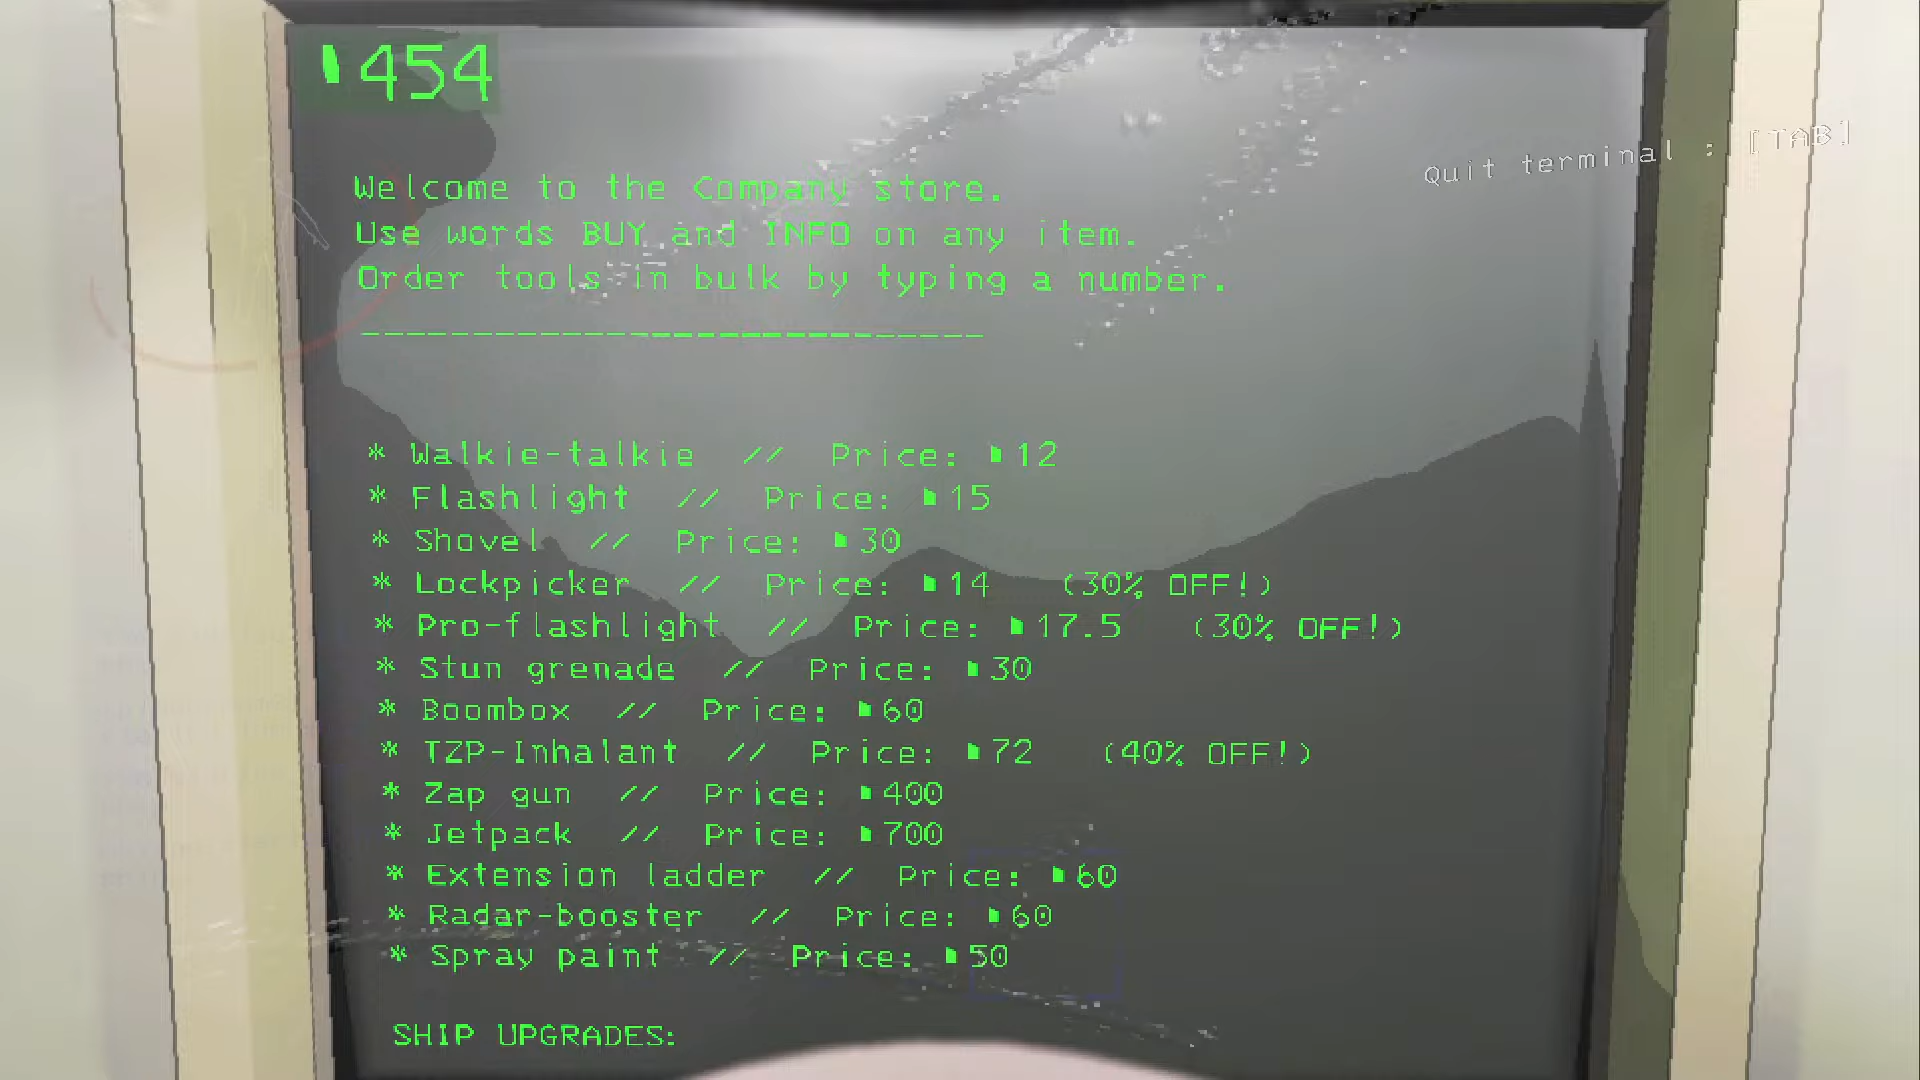 454
Quit terminal : [TAB]
Welcome to the Company store.
Use words BUY and INFO on any item.
Order tools in bulk by typing a number.
____________________________
* Walkie-talkie // Price: ■12
* Flashlight // Price: ■15
* Shovel // Price: ■30
* Lockpicker // Price: ■14 (30% OFF!)
* Pro-flashlight // Price: ■17.5 (30% OFF!)
* Stun grenade // Price: ■30
* Boombox // Price: ■60
* TZP-Inhalant // Price: ■72 (40% OFF!)
* Zap gun // Price: ■400
* Jetpack // Price: ■700
* Extension ladder // Price: ■60
* Radar-booster // Price: ■60
* Spray paint // Price: ■50
SHIP UPGRADES: